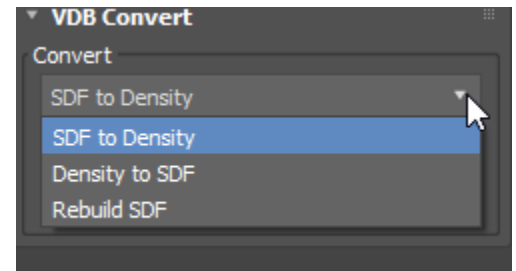 VDB Convert
Convert
SDF to Density
SDF to Density
Density to SDF
Rebuild SDF